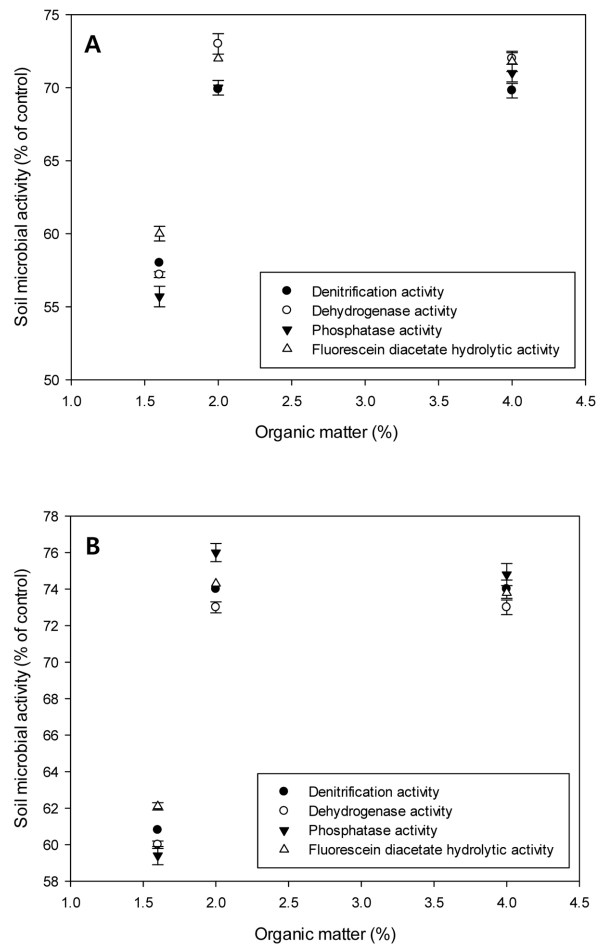 A
75
70
65
60
55
50
Soil microbial activity (% of control)
Denitrification activity
Dehydrogenase activity
Phosphatase activity
Fluorescein diacetate hydrolytic activity
1.0 1.5 2.0 2.5 3.0 3.5 4.0 4.5
Organic matter (%)
B
78
76
74
72
70
68
66
64
62
60
58
Soil microbial activity (% of control)
Denitrification activity
Dehydrogenase activity
Phosphatase activity
Fluorescein diacetate hydrolytic activity
1.0 1.5 2.0 2.5 3.0 3.5 4.0 4.5
Organic matter (%)